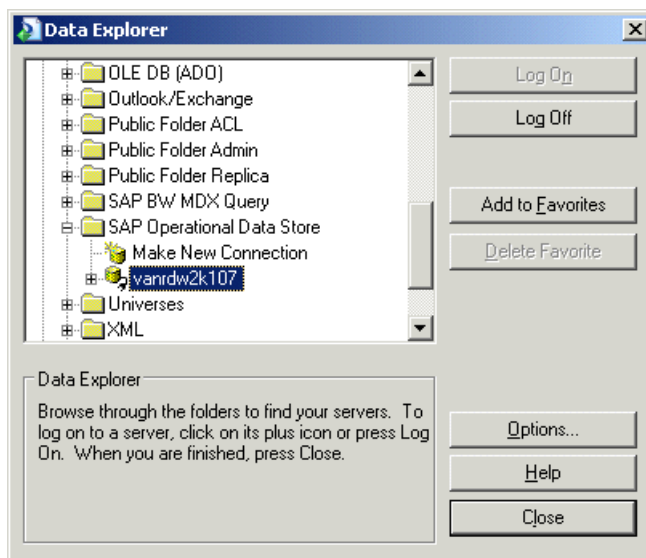 Data Explorer
OLE DB (ADO)
Outlook/Exchange
Public Folder ACL
Public Folder Admin
Public Folder Replica
SAP BW MDX Query
SAP Operational Data Store
Make New Connection
vanrdw2k107
Universes
XML
Log On
Log Off
Add to Favorites
Delete Favorite
Data Explorer
Browse through the folders to find your servers. To
log on to a server, click on its plus icon or press Log
On. When you are finished, press Close.
Options...
Help
Close